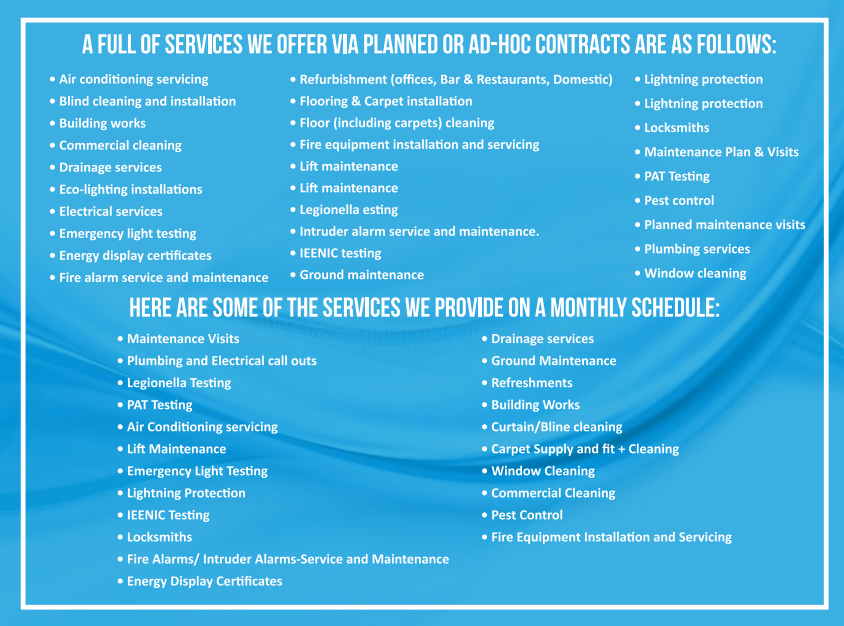 A FULL OF SERVICES WE OFFER VIA PLANNED OR AD-HOC CONTRACTS ARE AS FOLLOWS:
• Air conditioning servicing
• Blind cleaning and installation
• Building works
• Commercial cleaning
• Drainage services
• Eco-lighting installations
• Electrical services
• Emergency light testing
• Energy display certificates
• Fire alarm service and maintenance
• Refurbishment (offices, Bar & Restaurants, Domestic)
• Flooring & Carpet installation
• Floor (including carpets) cleaning
• Fire equipment installation and servicing
• Lift maintenance
• Lift maintenance
• Legionella esting
• Intruder alarm service and maintenance.
• IEENIC testing
• Ground maintenance
• Lightning protection
• Lightning protection
• Locksmiths
• Maintenance Plan & Visits
• PAT Testing
• Pest control
• Planned maintenance visits
• Plumbing services
• Window cleaning
HERE ARE SOME OF THE SERVICES WE PROVIDE ON A MONTHLY SCHEDULE:
• Maintenance Visits
• Plumbing and Electrical call outs
• Legionella Testing
• PAT Testing
• Air Conditioning servicing
• Lift Maintenance
• Emergency Light Testing
• Lightning Protection
• IEENIC Testing
• Locksmiths
• Fire Alarms/ Intruder Alarms-Service and Maintenance
• Energy Display Certificates
• Drainage services
• Ground Maintenance
• Refreshments
• Building Works
• Curtain/Bline cleaning
• Carpet Supply and fit + Cleaning
• Window Cleaning
• Commercial Cleaning
• Pest Control
• Fire Equipment Installation and Servicing